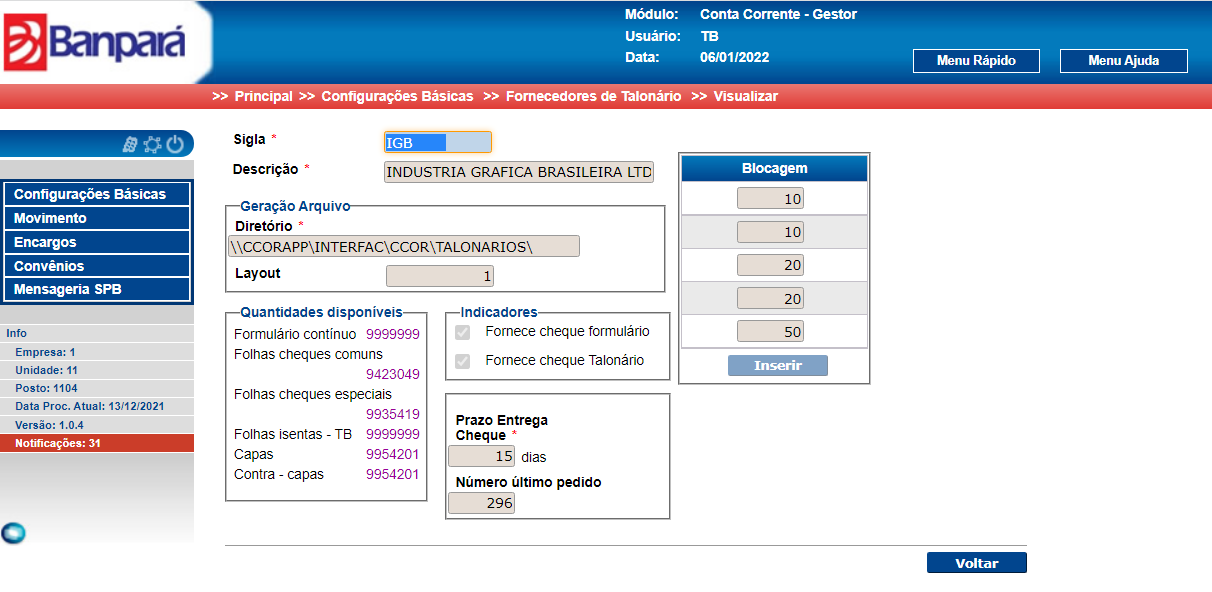 Banpará
Módulo: Conta Corrente - Gestor
Usuário: TB
Data: 06/01/2022
Menu Rápido
Menu Ajuda
>> Principal >> Configurações Básicas >> Fornecedores de Talonário >> Visualizar
Configurações Básicas
Movimento
Encargos
Convênios
Mensageria SPB
Info
Empresa: 1
Unidade: 11
Posto: 1104
Data Proc. Atual: 13/12/2021
Versão: 1.0.4
Notificações: 31
Sigla * IGB
Descrição * INDUSTRIA GRAFICA BRASILEIRA LTD
Geração Arquivo
Diretório *
\\CCORAPP\INTERFAC\CCOR\TALONARIOS\
Layout 1
Quantidades disponíveis
Formulário contínuo 9999999
Folhas cheques comuns
9423049
Folhas cheques especiais
9935419
Folhas isentas - TB 9999999
Capas 9954201
Contra - capas 9954201
Indicadores
Fornece cheque formulário
Fornece cheque Talonário
Prazo Entrega
Cheque *
15 dias
Número último pedido
296
Blocagem
10
10
20
20
50
Inserir
Voltar